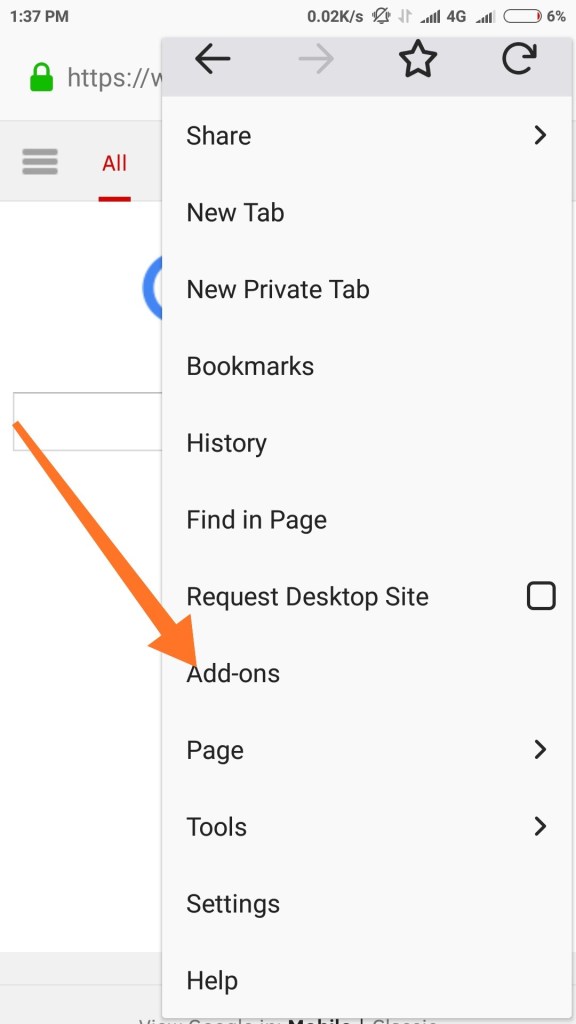 1:37 PM 0.02K/s 4G 6%
https://w
All
Share
New Tab
New Private Tab
Bookmarks
History
Find in Page
Request Desktop Site
Add-ons
Page
Tools
Settings
Help
View Google in: Mobile | Classic